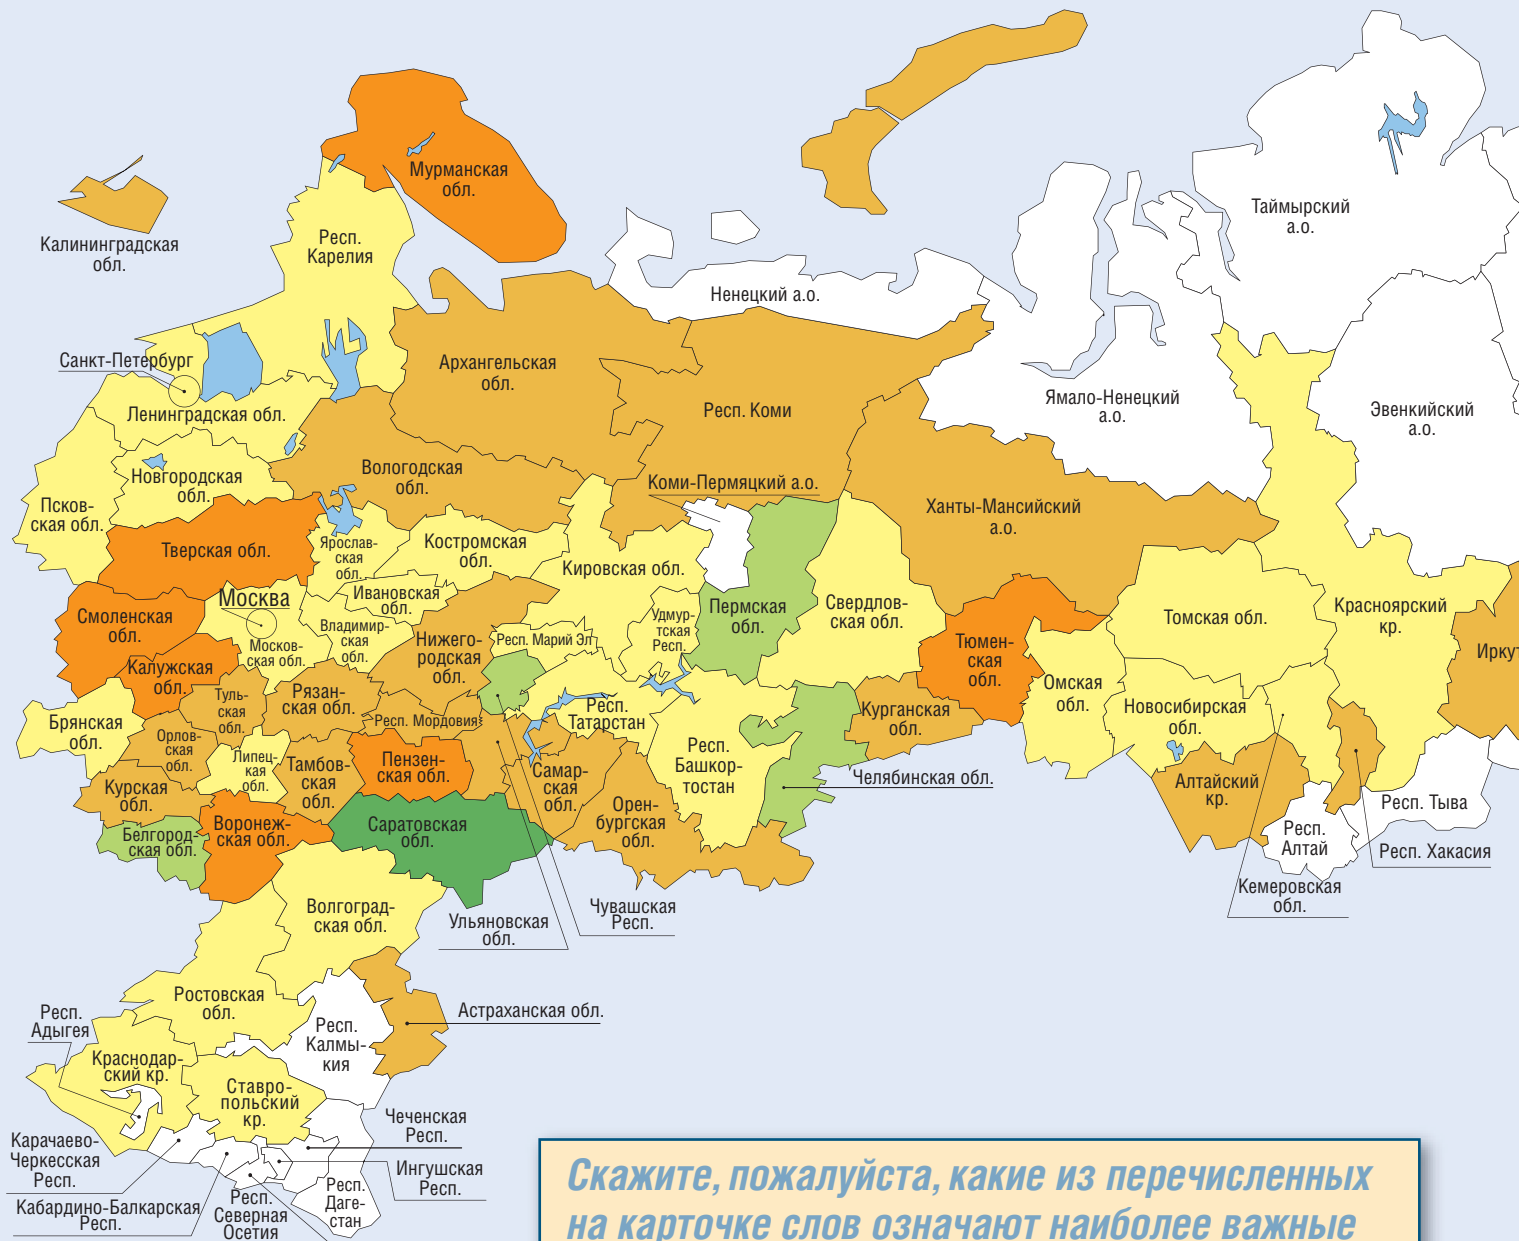 Мурманская
обл.
Калининградская
обл.
Респ.
Карелия
Таймырский
а.о.
Ненецкий а.о.
Санкт-Петербург
Архангельская
обл.
Ленинградская обл.
Респ. Коми
Ямало-Ненецкий
а.о.
Эвенкийский
а.о.
Новгородская
обл.
Вологодская
обл.
Коми-Пермяцкий а.о.
Псков-
ская обл.
Ханты-Мансийский
а.о.
Тверская обл.
Ярослав-
ская
обл.
Костромская
обл.
Кировская обл.
Москва
Ивановская
обл.
Смоленская
обл.
Владимир-
ская
обл.
Москов-
ская обл.
Нижего-
родская
обл.
Респ. Марий Эл
Удмур-
тская
Респ.
Пермская
обл.
Свердлов-
ская обл.
Томская обл.
Красноярский
кр.
Тюмен-
ская
обл.
Ирку
Калужская
обл.
Туль-
ская
обл.
Рязан-
ская обл.
Респ. Мордовия
Респ.
Татарстан
Омская
обл.
Новосибирская
обл.
Курганская
обл.
Брянская
обл.
Орлов-
ская
обл.
Липец-
кая
обл.
Тамбов-
ская
обл.
Пензен-
ская обл.
Самар-
ская
обл.
Респ.
Башкор-
тостан
Челябинская обл.
Алтайский
кр.
Курская
обл.
Орен-
бургская
обл.
Респ. Тыва
Белгород-
ская обл.
Воронеж-
ская обл.
Саратовская
обл.
Респ.
Алтай
Респ. Хакасия
Кемеровская
обл.
Волгоград-
ская обл.
Ульяновская
обл.
Чувашская
Респ.
Ростовская
обл.
Респ.
Адыгея
Респ.
Калмы-
кия
Астраханская обл.
Краснодар-
ский кр.
Ставро-
польский
кр.
Чеченская
Респ.
Карачаево-
Черкесская
Респ.
Ингушская
Респ.
Кабардино-Балкарская
Респ.
Респ.
Северная
Осетия
Респ.
Даге-
стан
Скажите, пожалуйста, какие из перечисленных
на карточке слов означают наиболее важные